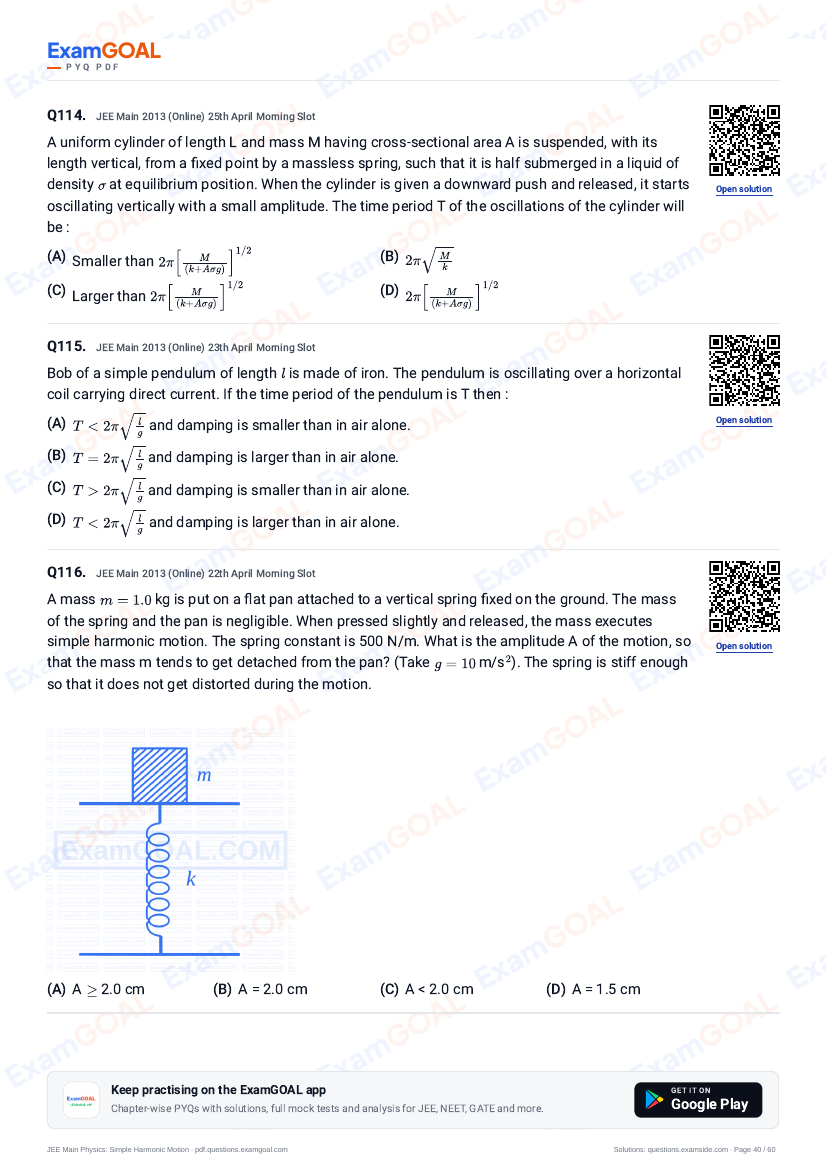 ExamGOAL
PYQ PDF
Q114. JEE Main 2013 (Online) 25th April Morning Slot
A uniform cylinder of length L and mass M having cross-sectional area A is suspended, with its
length vertical, from a fixed point by a massless spring, such that it is half submerged in a liquid of
density σ at equilibrium position. When the cylinder is given a downward push and released, it starts
oscillating vertically with a small amplitude. The time period T of the oscillations of the cylinder will
be :
Open solution
(A) Smaller than 2π[M/(k+Aσg)]^1/2 (B) 2π√(M/k)
(C) Larger than 2π[M/(k+Aσg)]^1/2 (D) 2π[M/(k+Aσg)]^1/2
Q115. JEE Main 2013 (Online) 23th April Morning Slot
Bob of a simple pendulum of length l is made of iron. The pendulum is oscillating over a horizontal
coil carrying direct current. If the time period of the pendulum is T then :
Open solution
(A) T < 2π√(l/g) and damping is smaller than in air alone.
(B) T = 2π√(l/g) and damping is larger than in air alone.
(C) T > 2π√(l/g) and damping is smaller than in air alone.
(D) T < 2π√(l/g) and damping is larger than in air alone.
Q116. JEE Main 2013 (Online) 22th April Morning Slot
A mass m = 1.0 kg is put on a flat pan attached to a vertical spring fixed on the ground. The mass
of the spring and the pan is negligible. When pressed slightly and released, the mass executes
simple harmonic motion. The spring constant is 500 N/m. What is the amplitude A of the motion, so
that the mass m tends to get detached from the pan? (Take g = 10 m/s²). The spring is stiff enough
so that it does not get distorted during the motion.
Open solution
m
ExamGOAL.COM
k
(A) A ≥ 2.0 cm (B) A = 2.0 cm (C) A < 2.0 cm (D) A = 1.5 cm
Keep practising on the ExamGOAL app
Chapter-wise PYQs with solutions, full mock tests and analysis for JEE, NEET, GATE and more.
GET IT ON
Google Play
JEE Main Physics: Simple Harmonic Motion · pdf.questions.examgoal.com Solutions: questions.examside.com · Page 40 / 60